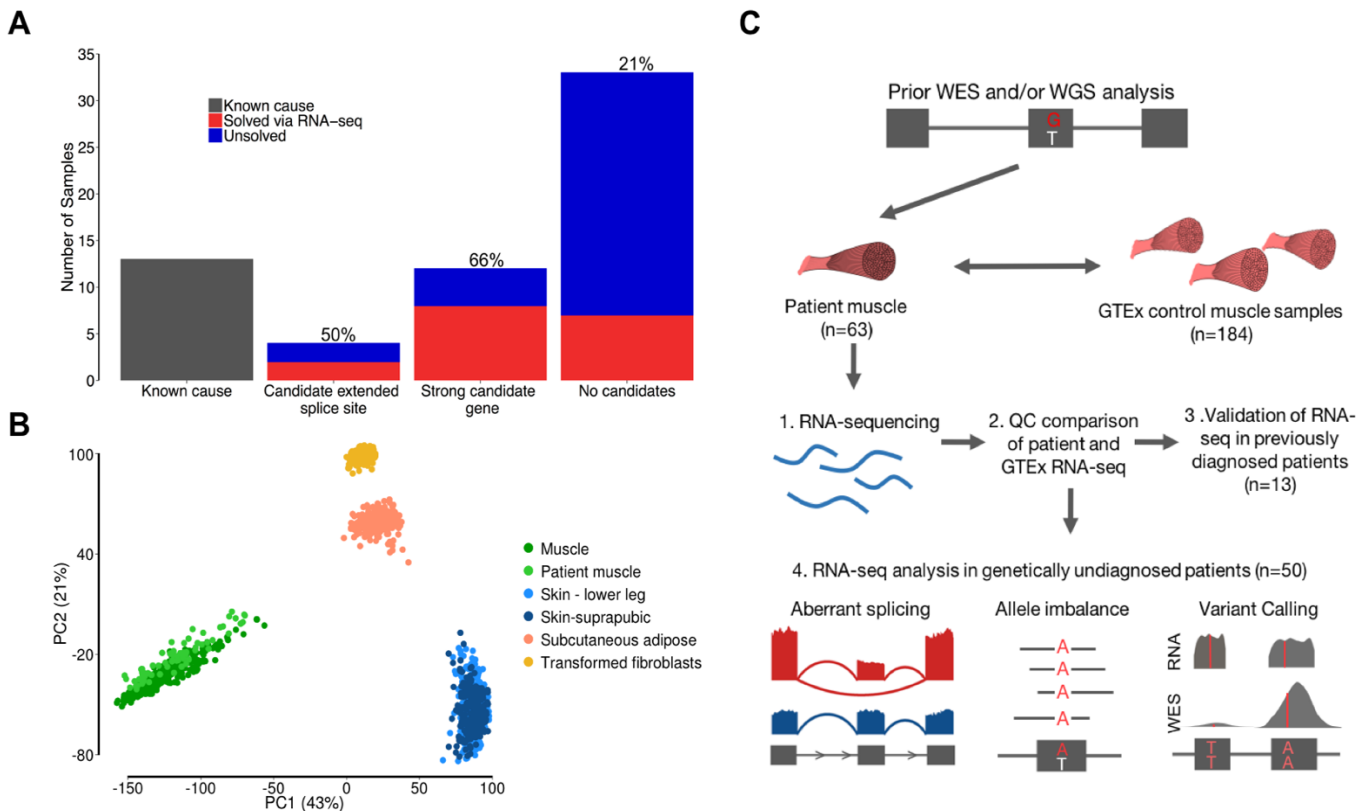 A
35
30
25
20
15
10
5
0
Number of Samples
Known cause
Solved via RNA-seq
Unsolved
50%
66%
21%
Known cause
Candidate extended
splice site
Strong candidate
gene
No candidates
B
100
40
-20
-80
PC2 (21%)
-150
-100
-50
0
50
100
PC1 (43%)
Muscle
Patient muscle
Skin - lower leg
Skin-suprapubic
Subcutaneous adipose
Transformed fibroblasts
C
Prior WES and/or WGS analysis
G
T
Patient muscle
(n=63)
GTEx control muscle samples
(n=184)
1. RNA-sequencing
2. QC comparison
of patient and
GTEx RNA-seq
3 .Validation of RNA-
seq in previously
diagnosed patients
(n=13)
4. RNA-seq analysis in genetically undiagnosed patients (n=50)
Aberrant splicing
Allele imbalance
A
A
A
A
A
T
Variant Calling
RNA
WES
T
T
A
A